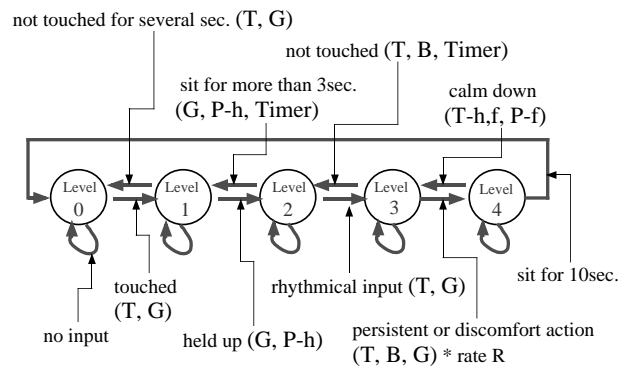 not touched for several sec. (T, G)
not touched (T, B, Timer)
sit for more than 3sec.
(G, P-h, Timer)
calm down
(T-h,f, P-f)
Level
0
Level
1
Level
2
Level
3
Level
4
touched
(T, G)
rhythmical input (T, G)
sit for 10sec.
no input
held up (G, P-h)
persistent or discomfort action
(T, B, G) * rate R